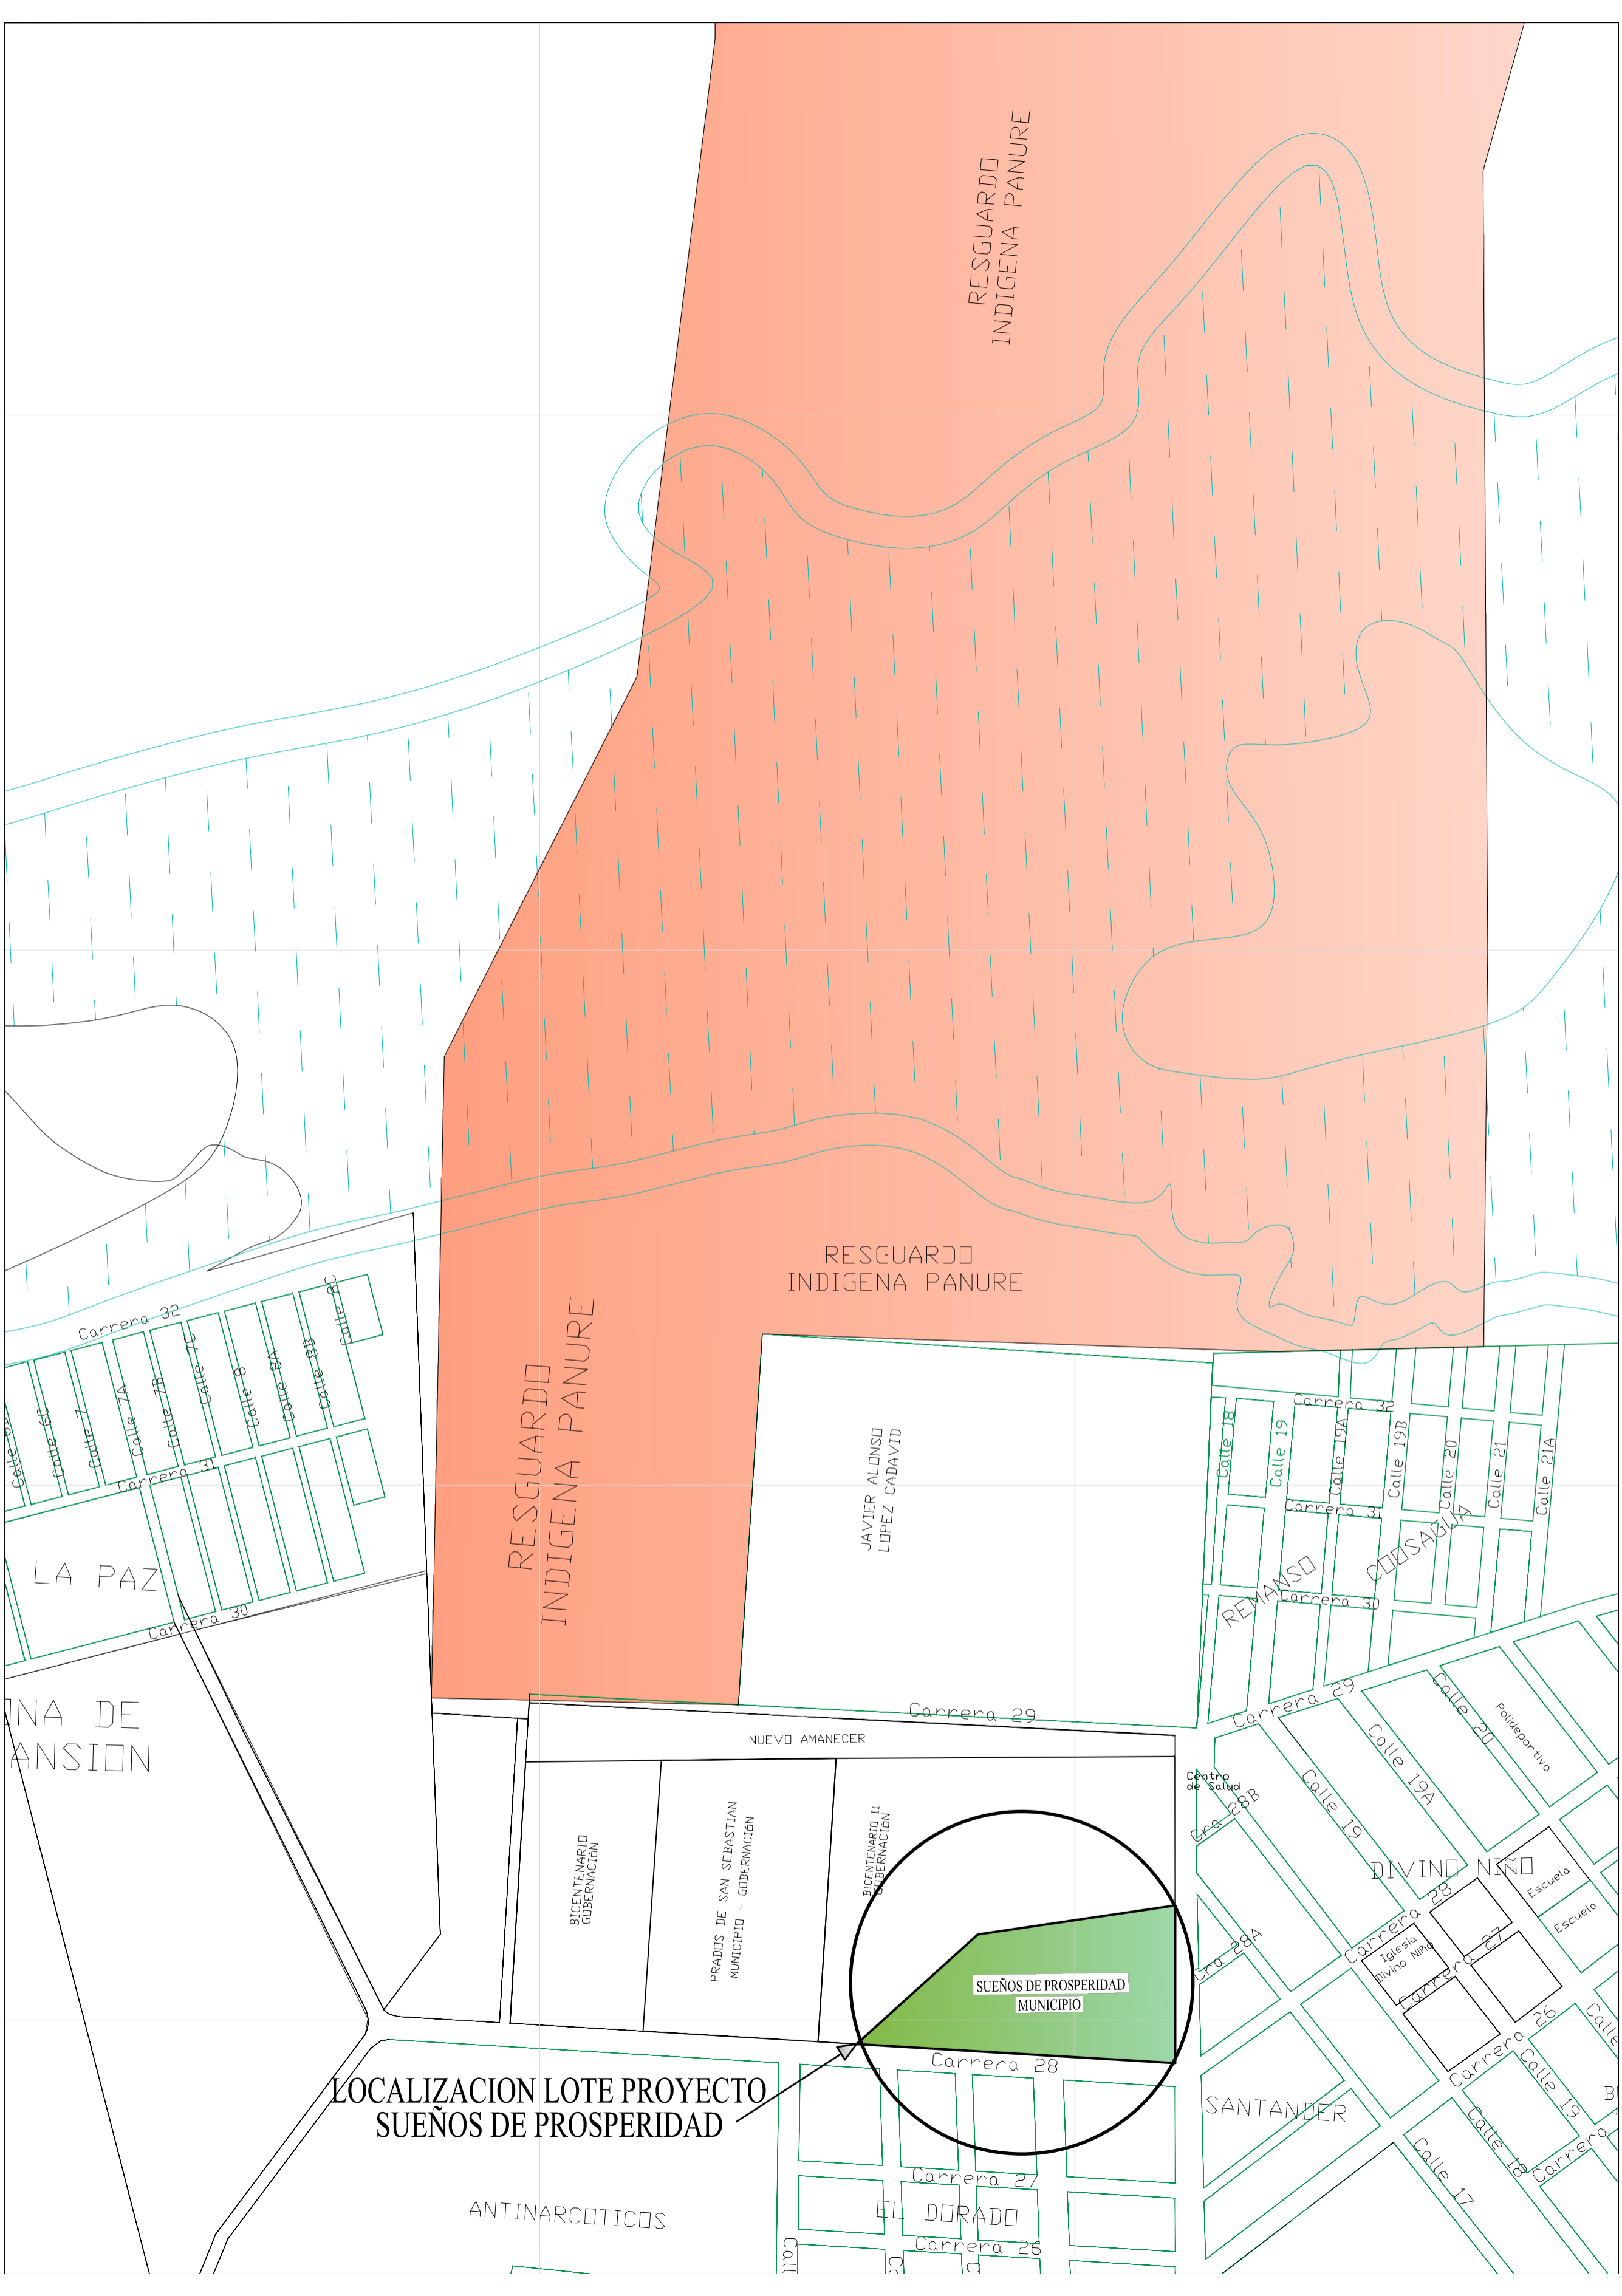 RESGUARDO
INDIGENA PANURE
RESGUARDO
INDIGENA PANURE
RESGUARDO
INDIGENA PANURE
Carrera 32
Calle 6C
Calle 7
Calle 7A
Calle 7B
Calle 7C
Calle 8
Calle 8A
Calle 8B
Calle 8C
Carrera 31
LA PAZ
Carrera 30
JAVIER ALONSO
LOPEZ CADAVID
Carrera 32
Calle 18
Calle 19
Calle 19A
Calle 19B
Calle 20
Calle 21
Calle 21A
Carrera 31
COOSAGUA
REMANSO
Carrera 30
Carrera 29
Carrera 29
NUEVO AMANECER
Centro
de Salud
Cra 28B
Calle 19
Calle 19A
Calle 20
Polideportivo
BICENTENARIO
GOBERNACIÓN
PRADOS DE SAN SEBASTIAN
MUNICIPIO - GOBERNACIÓN
BICENTENARIO II
GOBERNACIÓN
DIVINO NIÑO
Escuela
Escuela
Carrera 28
Iglesia
Divino Niño
Carrera 27
Cra 28A
SUEÑOS DE PROSPERIDAD
MUNICIPIO
Carrera 28
Carrera 26
Calle 19
LOCALIZACION LOTE PROYECTO
SUEÑOS DE PROSPERIDAD
SANTANDER
Calle 18
Calle 17
Carrera
Carrera 27
ANTINARCOTICOS
EL DORADO
Carrera 26